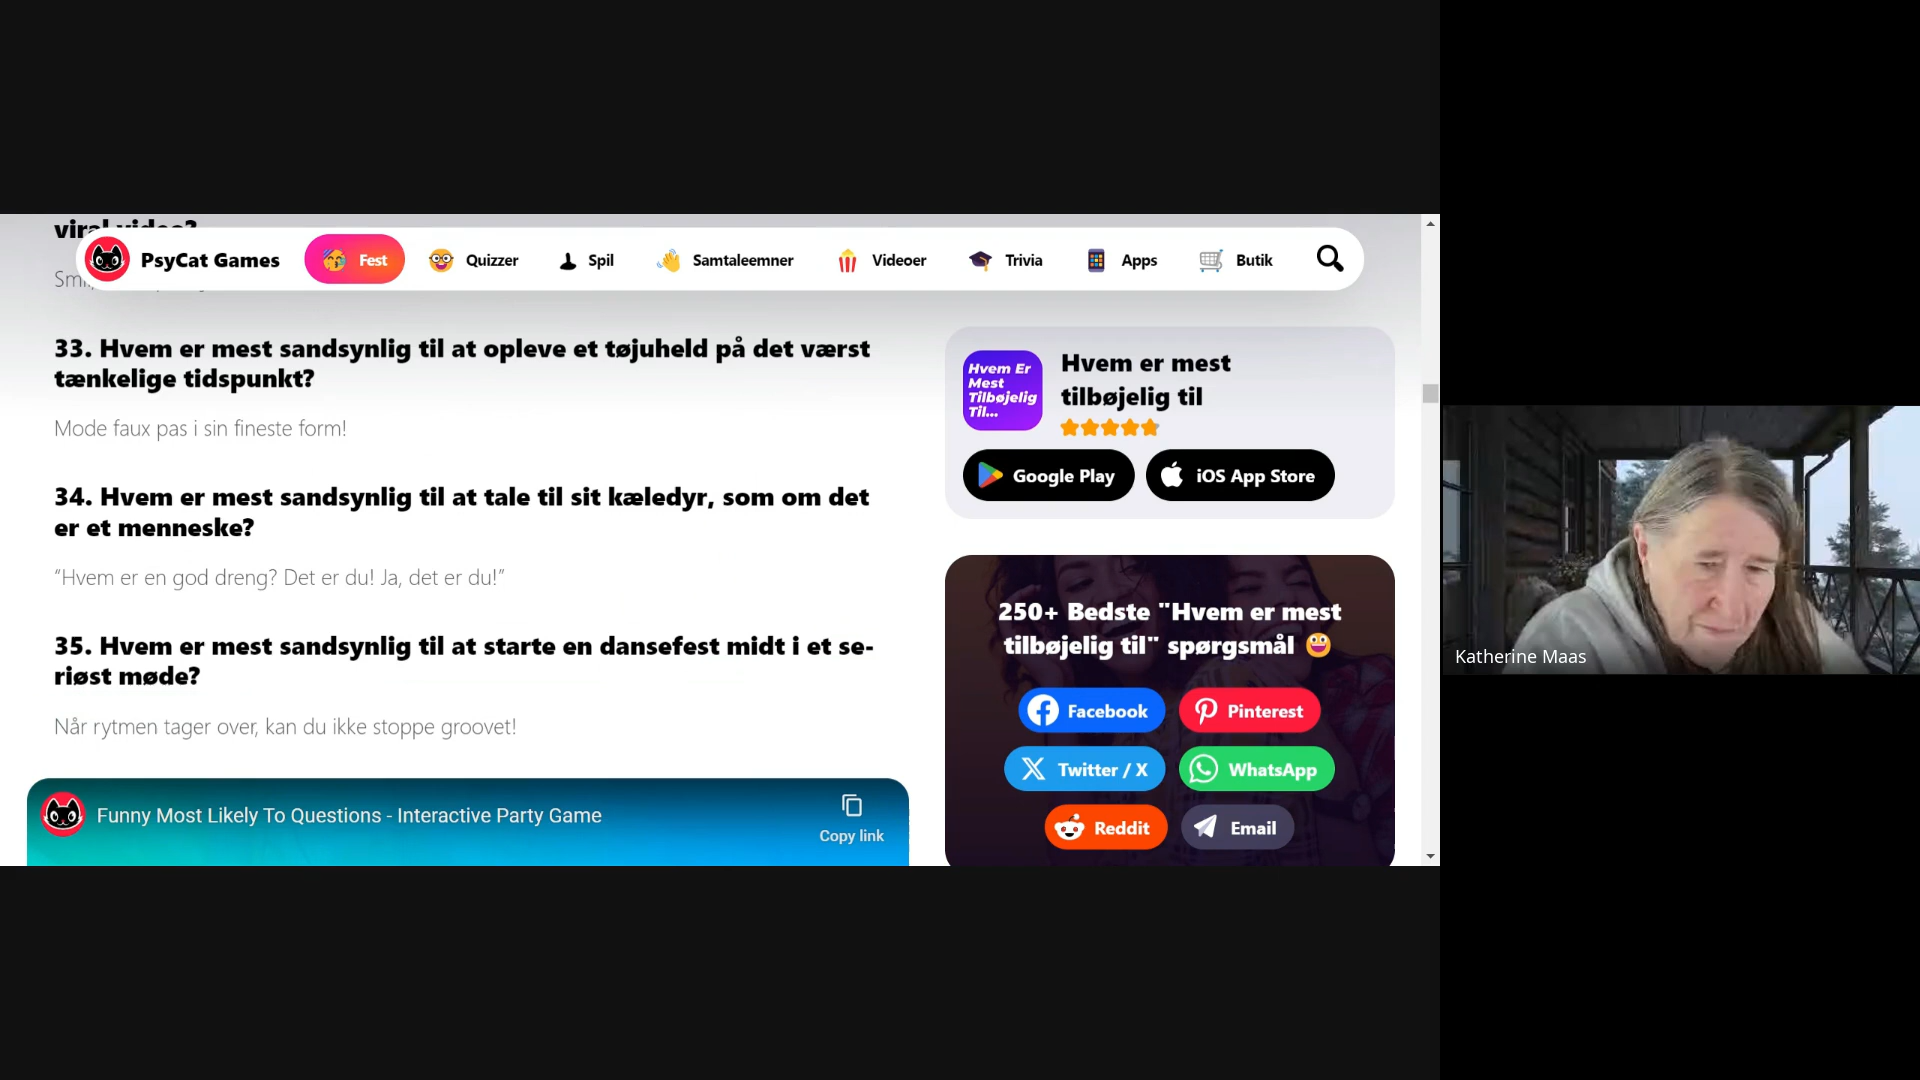 PsyCat Games
Fest
Quizzer
Spil
Samtaleemner
Videoer
Trivia
Apps
Butik
33. Hvem er mest sandsynlig til at opleve et tøjuheld på det værst
tænkelige tidspunkt?
Mode faux pas i sin fineste form!
34. Hvem er mest sandsynlig til at tale til sit kæledyr, som om det
er et menneske?
“Hvem er en god dreng? Det er du! Ja, det er du!”
35. Hvem er mest sandsynlig til at starte en dansefest midt i et se-
riøst møde?
Når rytmen tager over, kan du ikke stoppe groovet!
Funny Most Likely To Questions - Interactive Party Game
Copy link
Hvem Er
Mest
Tilbøjelig
Til...
Hvem er mest
tilbøjelig til
Google Play
iOS App Store
250+ Bedste "Hvem er mest
tilbøjelig til" spørgsmål
Facebook
Pinterest
Twitter / X
WhatsApp
Reddit
Email
Katherine Maas